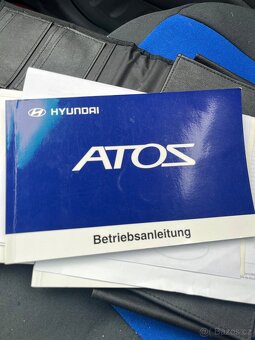 HYUNDAI
ATOS
Betriebsanleitung
Bazos.cz